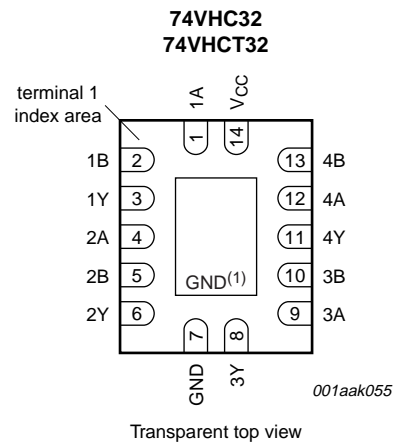 74VHC32
74VHCT32
terminal 1
index area
1A
VCC
1
14
1B 2
13 4B
1Y 3
12 4A
2A 4
11 4Y
2B 5
10 3B
GND(1)
2Y 6
9 3A
7
8
GND
3Y
001aak055
Transparent top view